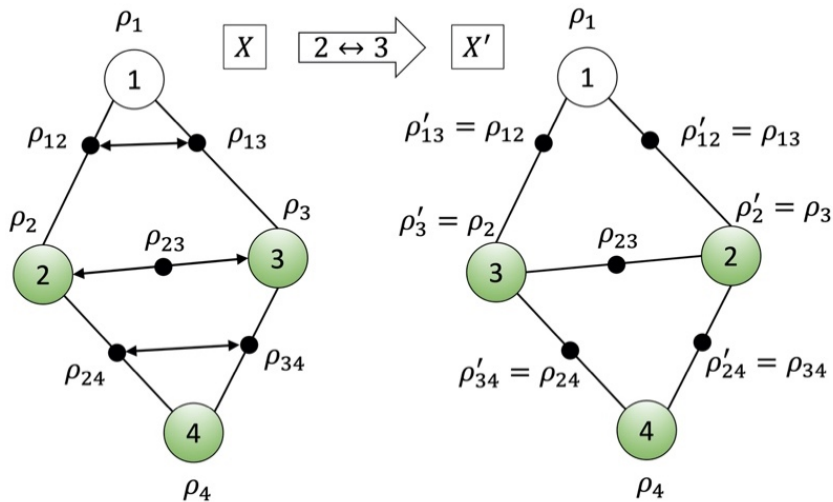 ρ₁
X 2 ↔ 3 X′
ρ₁
1
1
ρ₁₂ ρ₁₃
ρ′₁₃ = ρ₁₂ ρ′₁₂ = ρ₁₃
ρ₂ ρ₃
ρ′₃ = ρ₂ ρ′₂ = ρ₃
ρ₂₃
ρ₂₃
2 3
3 2
ρ₂₄ ρ₃₄
ρ′₃₄ = ρ₂₄ ρ′₂₄ = ρ₃₄
4
4
ρ₄
ρ₄